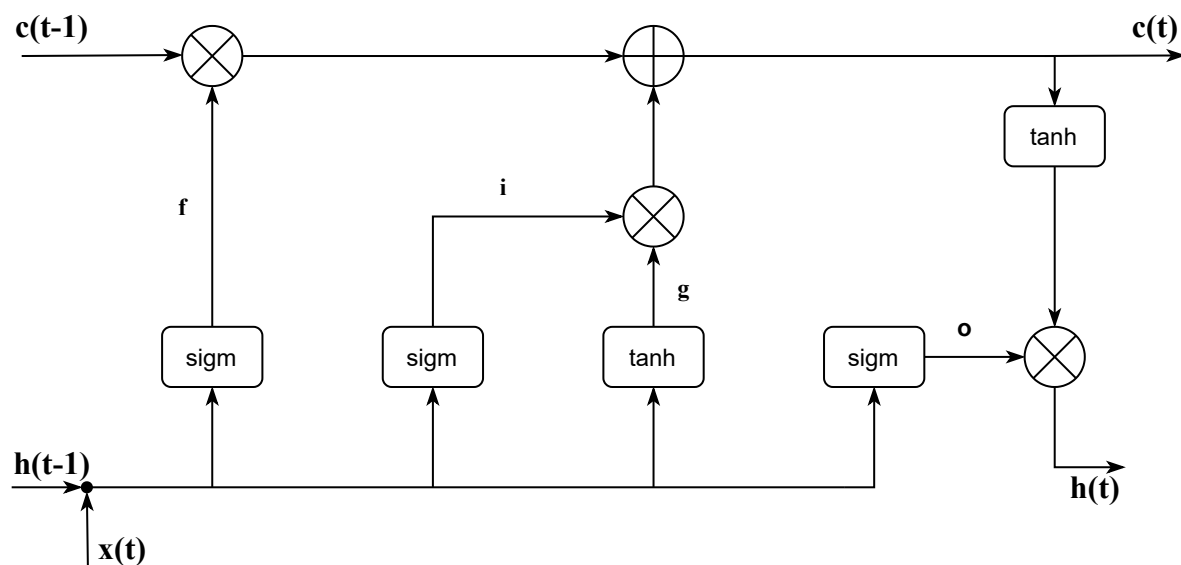 c(t-1)
c(t)
tanh
i
f
g
o
sigm
sigm
tanh
sigm
h(t-1)
h(t)
x(t)